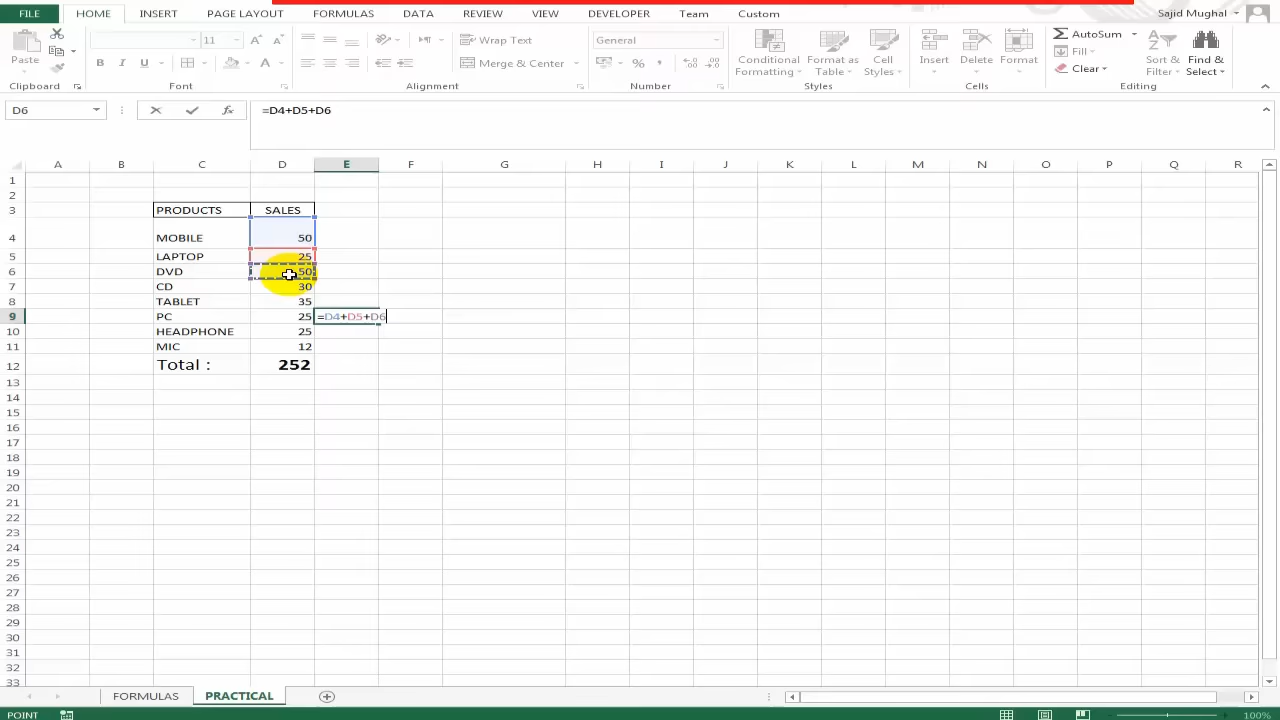 FILE HOME INSERT PAGE LAYOUT FORMULAS DATA REVIEW VIEW DEVELOPER Team Custom Sajid Mughal
11 Wrap Text General AutoSum
Paste B I U Merge & Center % Conditional Formatting Format as Table Cell Styles Insert Delete Format Fill Clear Sort & Filter Find & Select
Clipboard Font Alignment Number Styles Cells Editing
D6 fx =D4+D5+D6
A B C D E F G H I J K L M N O P Q R
1
2
3 PRODUCTS SALES
4 MOBILE 50
5 LAPTOP 25
6 DVD 50
7 CD 30
8 TABLET 35
9 PC 25 =D4+D5+D6
10 HEADPHONE 25
11 MIC 12
12 Total : 252
13
14
15
16
17
18
19
20
21
22
23
24
25
26
27
28
29
30
31
32
33
FORMULAS PRACTICAL
POINT 100%